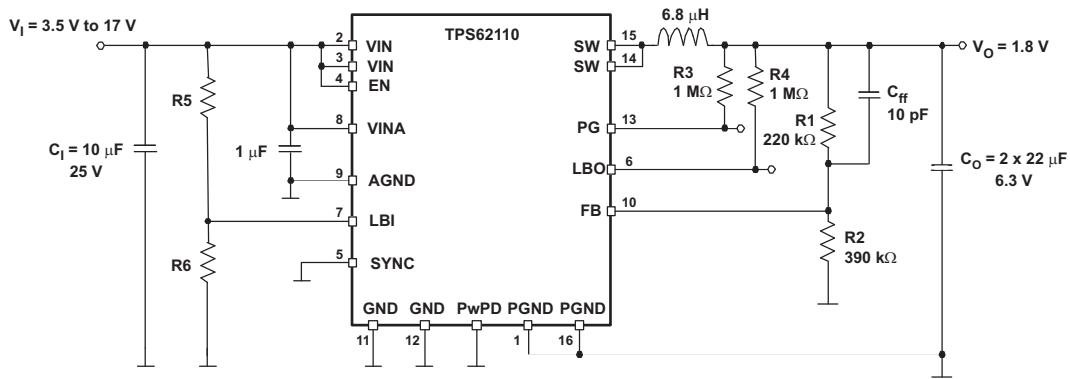 V_I = 3.5 V to 17 V
TPS62110
6.8 μH
V_O = 1.8 V
2 VIN
3 VIN
4 EN
8 VINA
9 AGND
7 LBI
5 SYNC
15 SW
14 SW
13 PG
6 LBO
10 FB
R5
R6
C_I = 10 μF
25 V
1 μF
R3
1 MΩ
R4
1 MΩ
C_ff
10 pF
R1
220 kΩ
C_O = 2 x 22 μF
6.3 V
R2
390 kΩ
GND GND PwPD PGND PGND
11 12 1 16